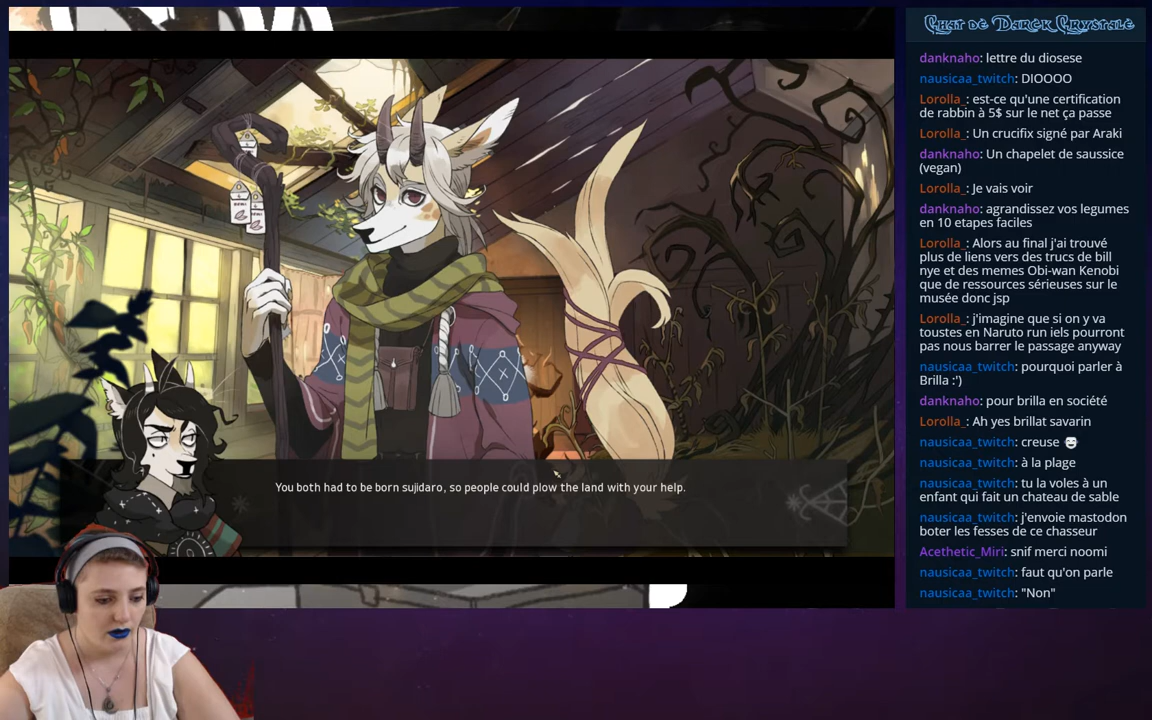 You both had to be born sujidaro, so people could plow the land with your help.
Chat de Darck Crystale
danknaho: lettre du diosese
nausicaa_twitch: DIOOOO
Lorolla_: est-ce qu'une certification
de rabbin à 5$ sur le net ça passe
Lorolla_: Un crucifix signé par Araki
danknaho: Un chapelet de saussice
(vegan)
Lorolla_: Je vais voir
danknaho: agrandissez vos legumes
en 10 etapes faciles
Lorolla_: Alors au final j'ai trouvé
plus de liens vers des trucs de bill
nye et des memes Obi-wan Kenobi
que de ressources sérieuses sur le
musée donc jsp
Lorolla_: j'imagine que si on y va
toustes en Naruto run iels pourront
pas nous barrer le passage anyway
nausicaa_twitch: pourquoi parler à
Brilla :')
danknaho: pour brilla en société
Lorolla_: Ah yes brillat savarin
nausicaa_twitch: creuse
nausicaa_twitch: à la plage
nausicaa_twitch: tu la voles à un
enfant qui fait un chateau de sable
nausicaa_twitch: j'envoie mastodon
boter les fesses de ce chasseur
Acethetic_Miri: snif merci noomi
nausicaa_twitch: faut qu'on parle
nausicaa_twitch: "Non"